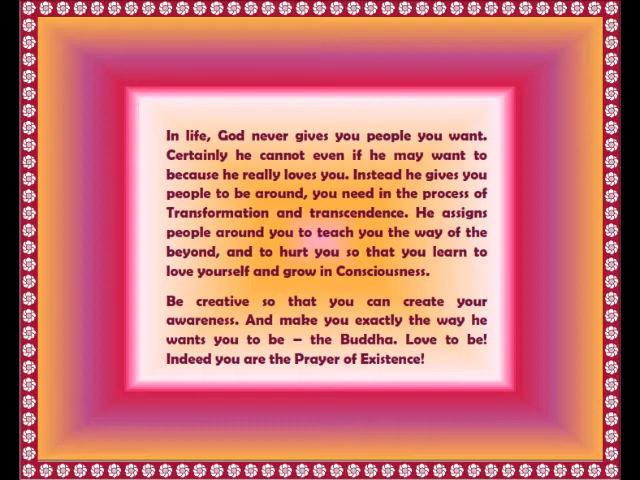 In life, God never gives you people you want.
Certainly he cannot even if he may want to
because he really loves you. Instead he gives you
people to be around, you need in the process of
Transformation and transcendence. He assigns
people around you to teach you the way of the
beyond, and to hurt you so that you learn to
love yourself and grow in Consciousness.
Be creative so that you can create your
awareness. And make you exactly the way he
wants you to be – the Buddha. Love to be!
Indeed you are the Prayer of Existence!